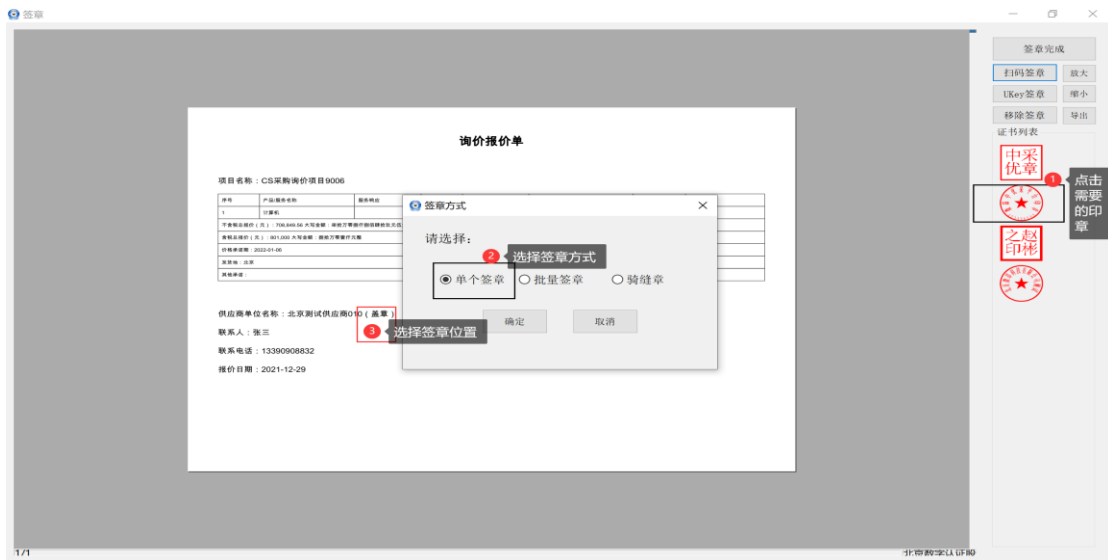 签章
签章完成
扫码签章 放大
UKey签章 缩小
移除签章 导出
证书列表
中采
优章
1 点击
需要
的印
章
之赵
印彬
询价报价单
项目名称：CS采购询价项目9006
序号 产品/服务名称 服务响应
1 计算机
发货地：北京
其他承诺：
供应商单位名称：北京测试供应商010（盖章）
联系人：张三
联系电话：13390908832
报价日期：2021-12-29
签章方式
请选择：
2 选择签章方式
单个签章 批量签章 骑缝章
确定 取消
3 选择签章位置
1/1